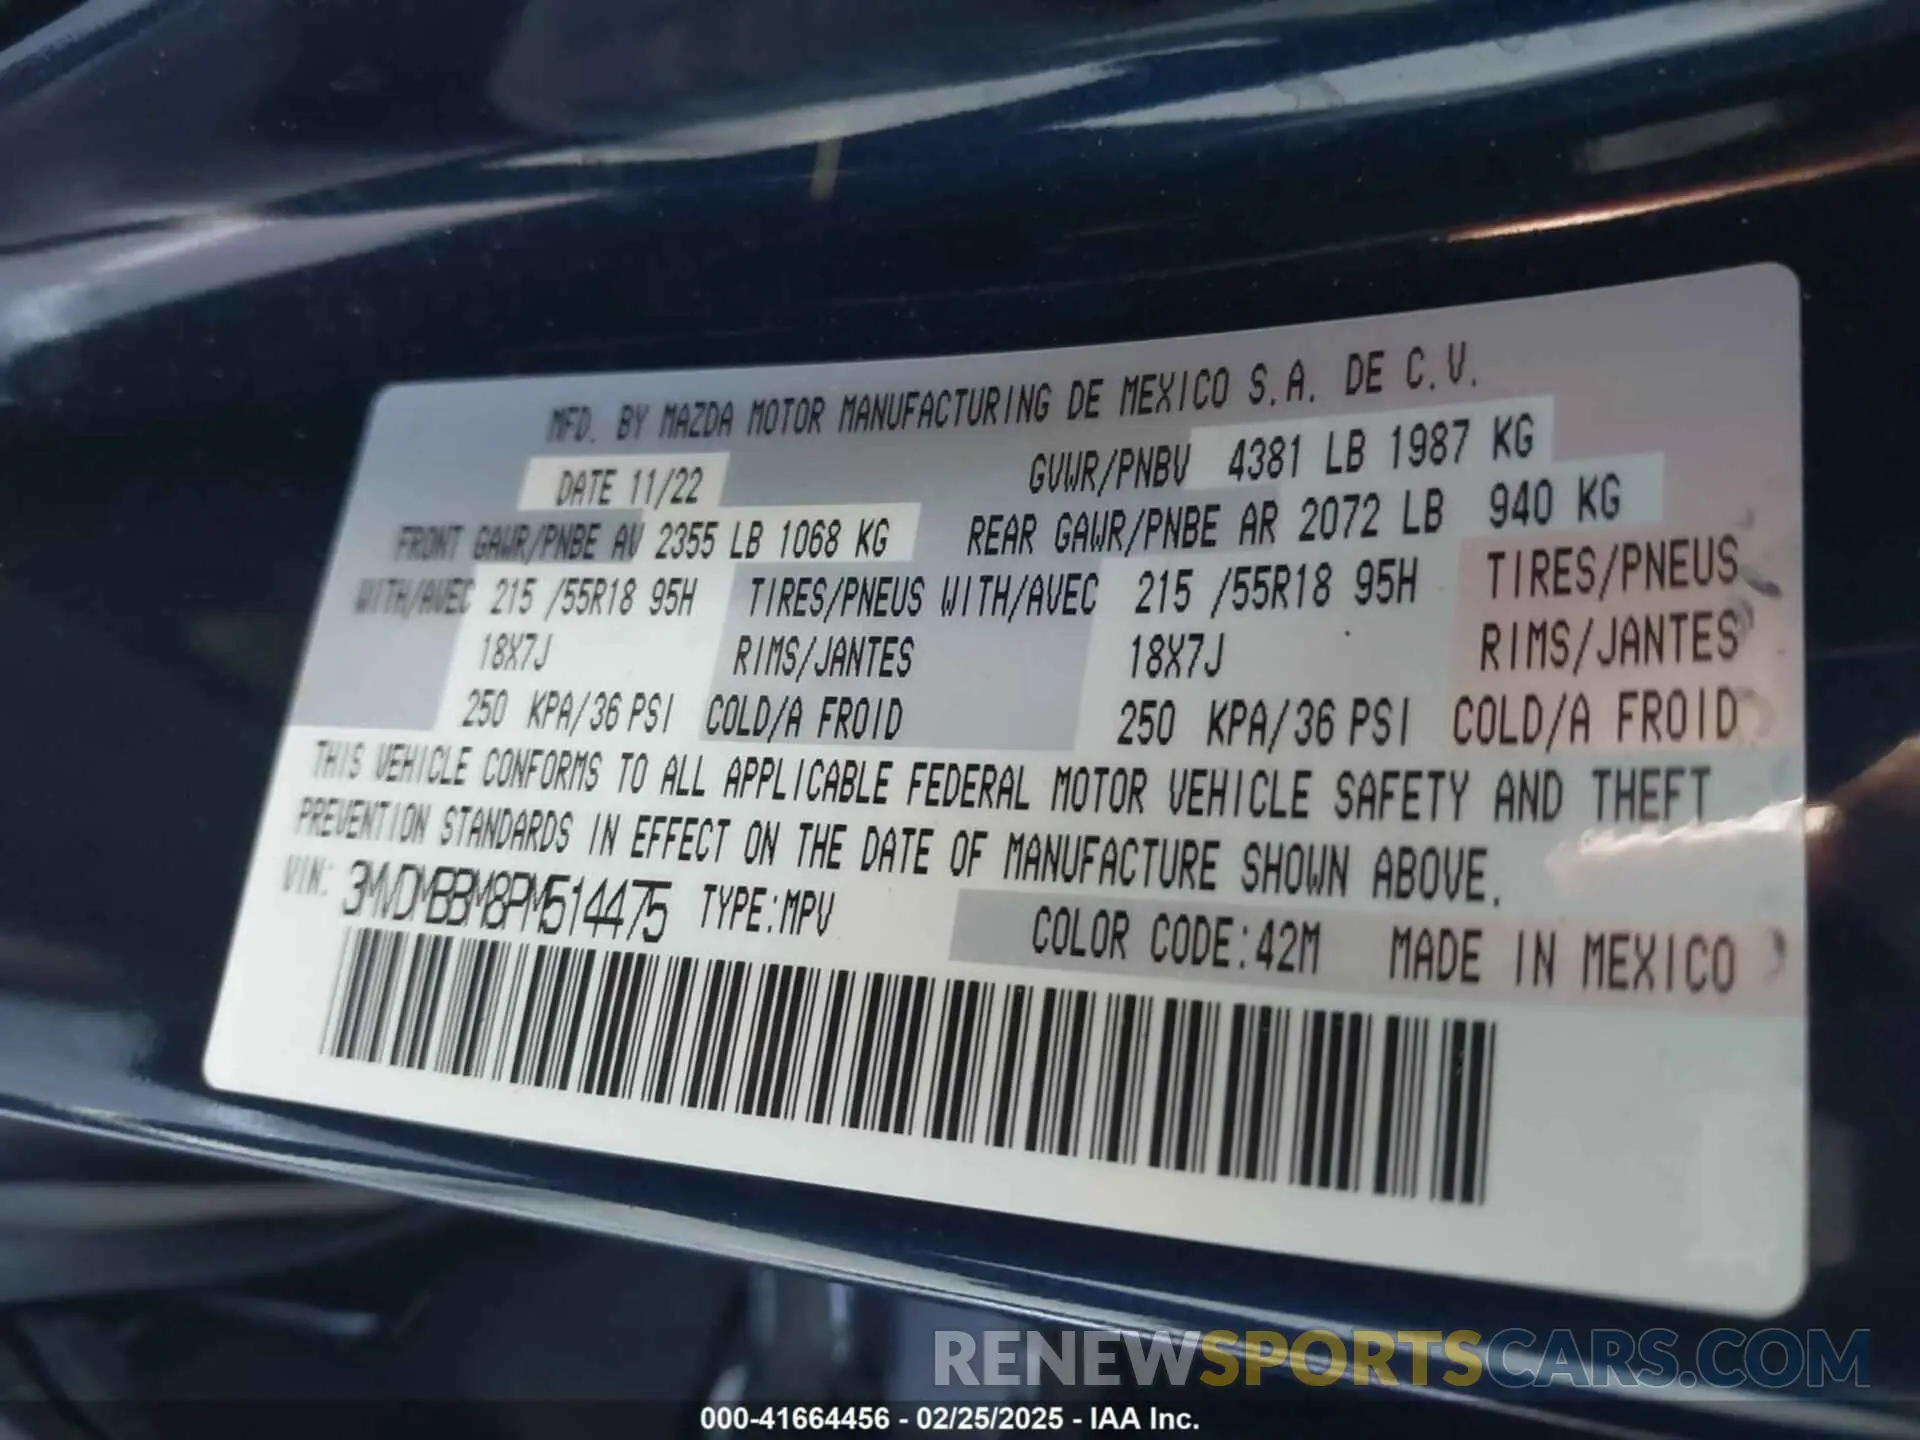 MFD. BY MAZDA MOTOR MANUFACTURING DE MEXICO S.A. DE C.V.
DATE 11/22 GVWR/PNBV 4381 LB 1987 KG
FRONT GAWR/PNBE AV 2355 LB 1068 KG REAR GAWR/PNBE AR 2072 LB 940 KG
WITH/AVEC 215 /55R18 95H TIRES/PNEUS WITH/AVEC 215 /55R18 95H TIRES/PNEUS
18X7J RIMS/JANTES 18X7J RIMS/JANTES
250 KPA/36 PSI COLD/A FROID 250 KPA/36 PSI COLD/A FROID
THIS VEHICLE CONFORMS TO ALL APPLICABLE FEDERAL MOTOR VEHICLE SAFETY AND THEFT
PREVENTION STANDARDS IN EFFECT ON THE DATE OF MANUFACTURE SHOWN ABOVE.
VIN: 3MVDMBBM8PM514475 TYPE:MPV COLOR CODE:42M MADE IN MEXICO
RENEWSPORTSCARS.COM
000-41664456 - 02/25/2025 - IAA Inc.